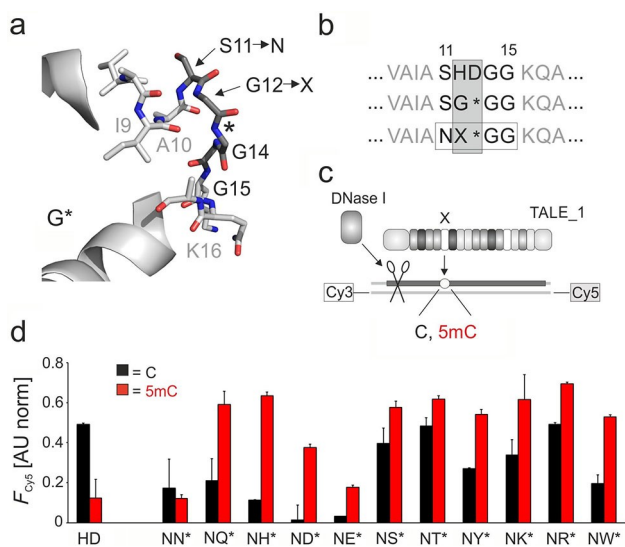 a
S11→N
G12→X
*
I9
A10
G14
G15
G*
K16
b
11 15
... VAIA SHDGG KQA ...
... VAIA SG*GG KQA ...
... VAIA NX*GG KQA ...
c
DNase I
X
TALE_1
Cy3
Cy5
C, 5mC
d
0.8
0.6
0.4
0.2
0
F Cy5 [AU norm]
= C
= 5mC
HD NN* NQ* NH* ND* NE* NS* NT* NY* NK* NR* NW*